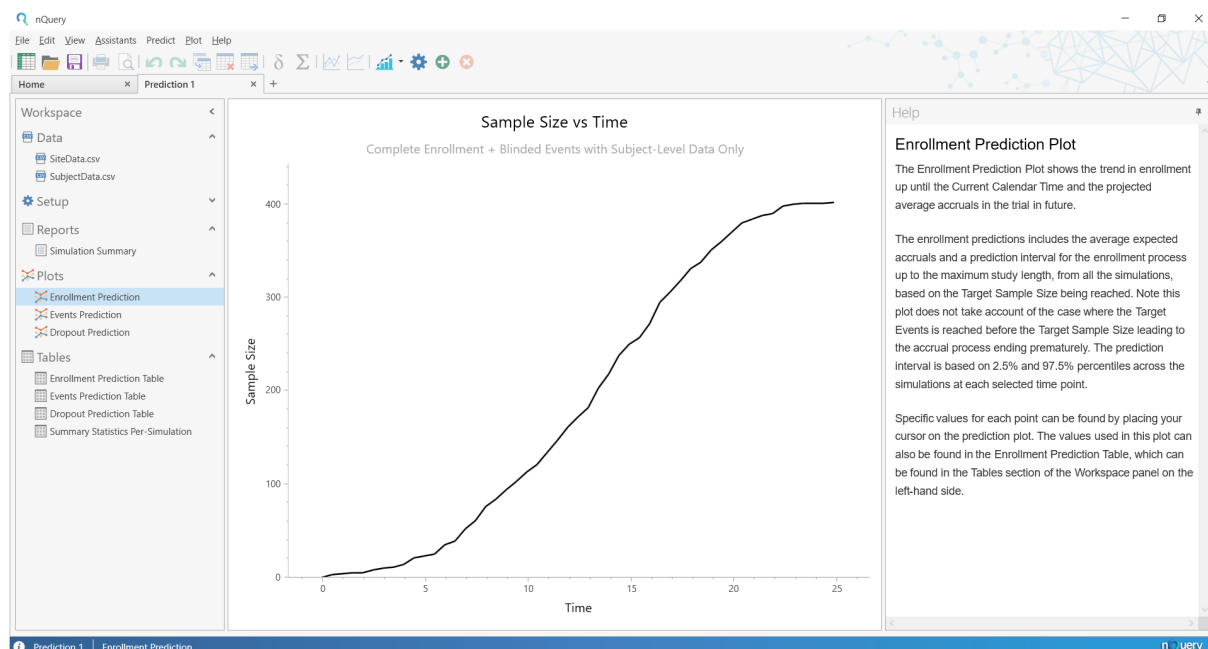 nQuery
File Edit View Assistants Predict Plot Help
δ Σ
Home × Prediction 1 × +
Workspace
Data
SiteData.csv
SubjectData.csv
Setup
Reports
Simulation Summary
Plots
Enrollment Prediction
Events Prediction
Dropout Prediction
Tables
Enrollment Prediction Table
Events Prediction Table
Dropout Prediction Table
Summary Statistics Per-Simulation
Sample Size vs Time
Complete Enrollment + Blinded Events with Subject-Level Data Only
Sample Size
400
300
200
100
0
0 5 10 15 20 25
Time
Help
Enrollment Prediction Plot
The Enrollment Prediction Plot shows the trend in enrollment
up until the Current Calendar Time and the projected
average accruals in the trial in future.
The enrollment predictions includes the average expected
accruals and a prediction interval for the enrollment process
up to the maximum study length, from all the simulations,
based on the Target Sample Size being reached. Note this
plot does not take account of the case where the Target
Events is reached before the Target Sample Size leading to
the accrual process ending prematurely. The prediction
interval is based on 2.5% and 97.5% percentiles across the
simulations at each selected time point.
Specific values for each point can be found by placing your
cursor on the prediction plot. The values used in this plot can
also be found in the Enrollment Prediction Table, which can
be found in the Tables section of the Workspace panel on the
left-hand side.
Prediction 1 | Enrollment Prediction
nQuery